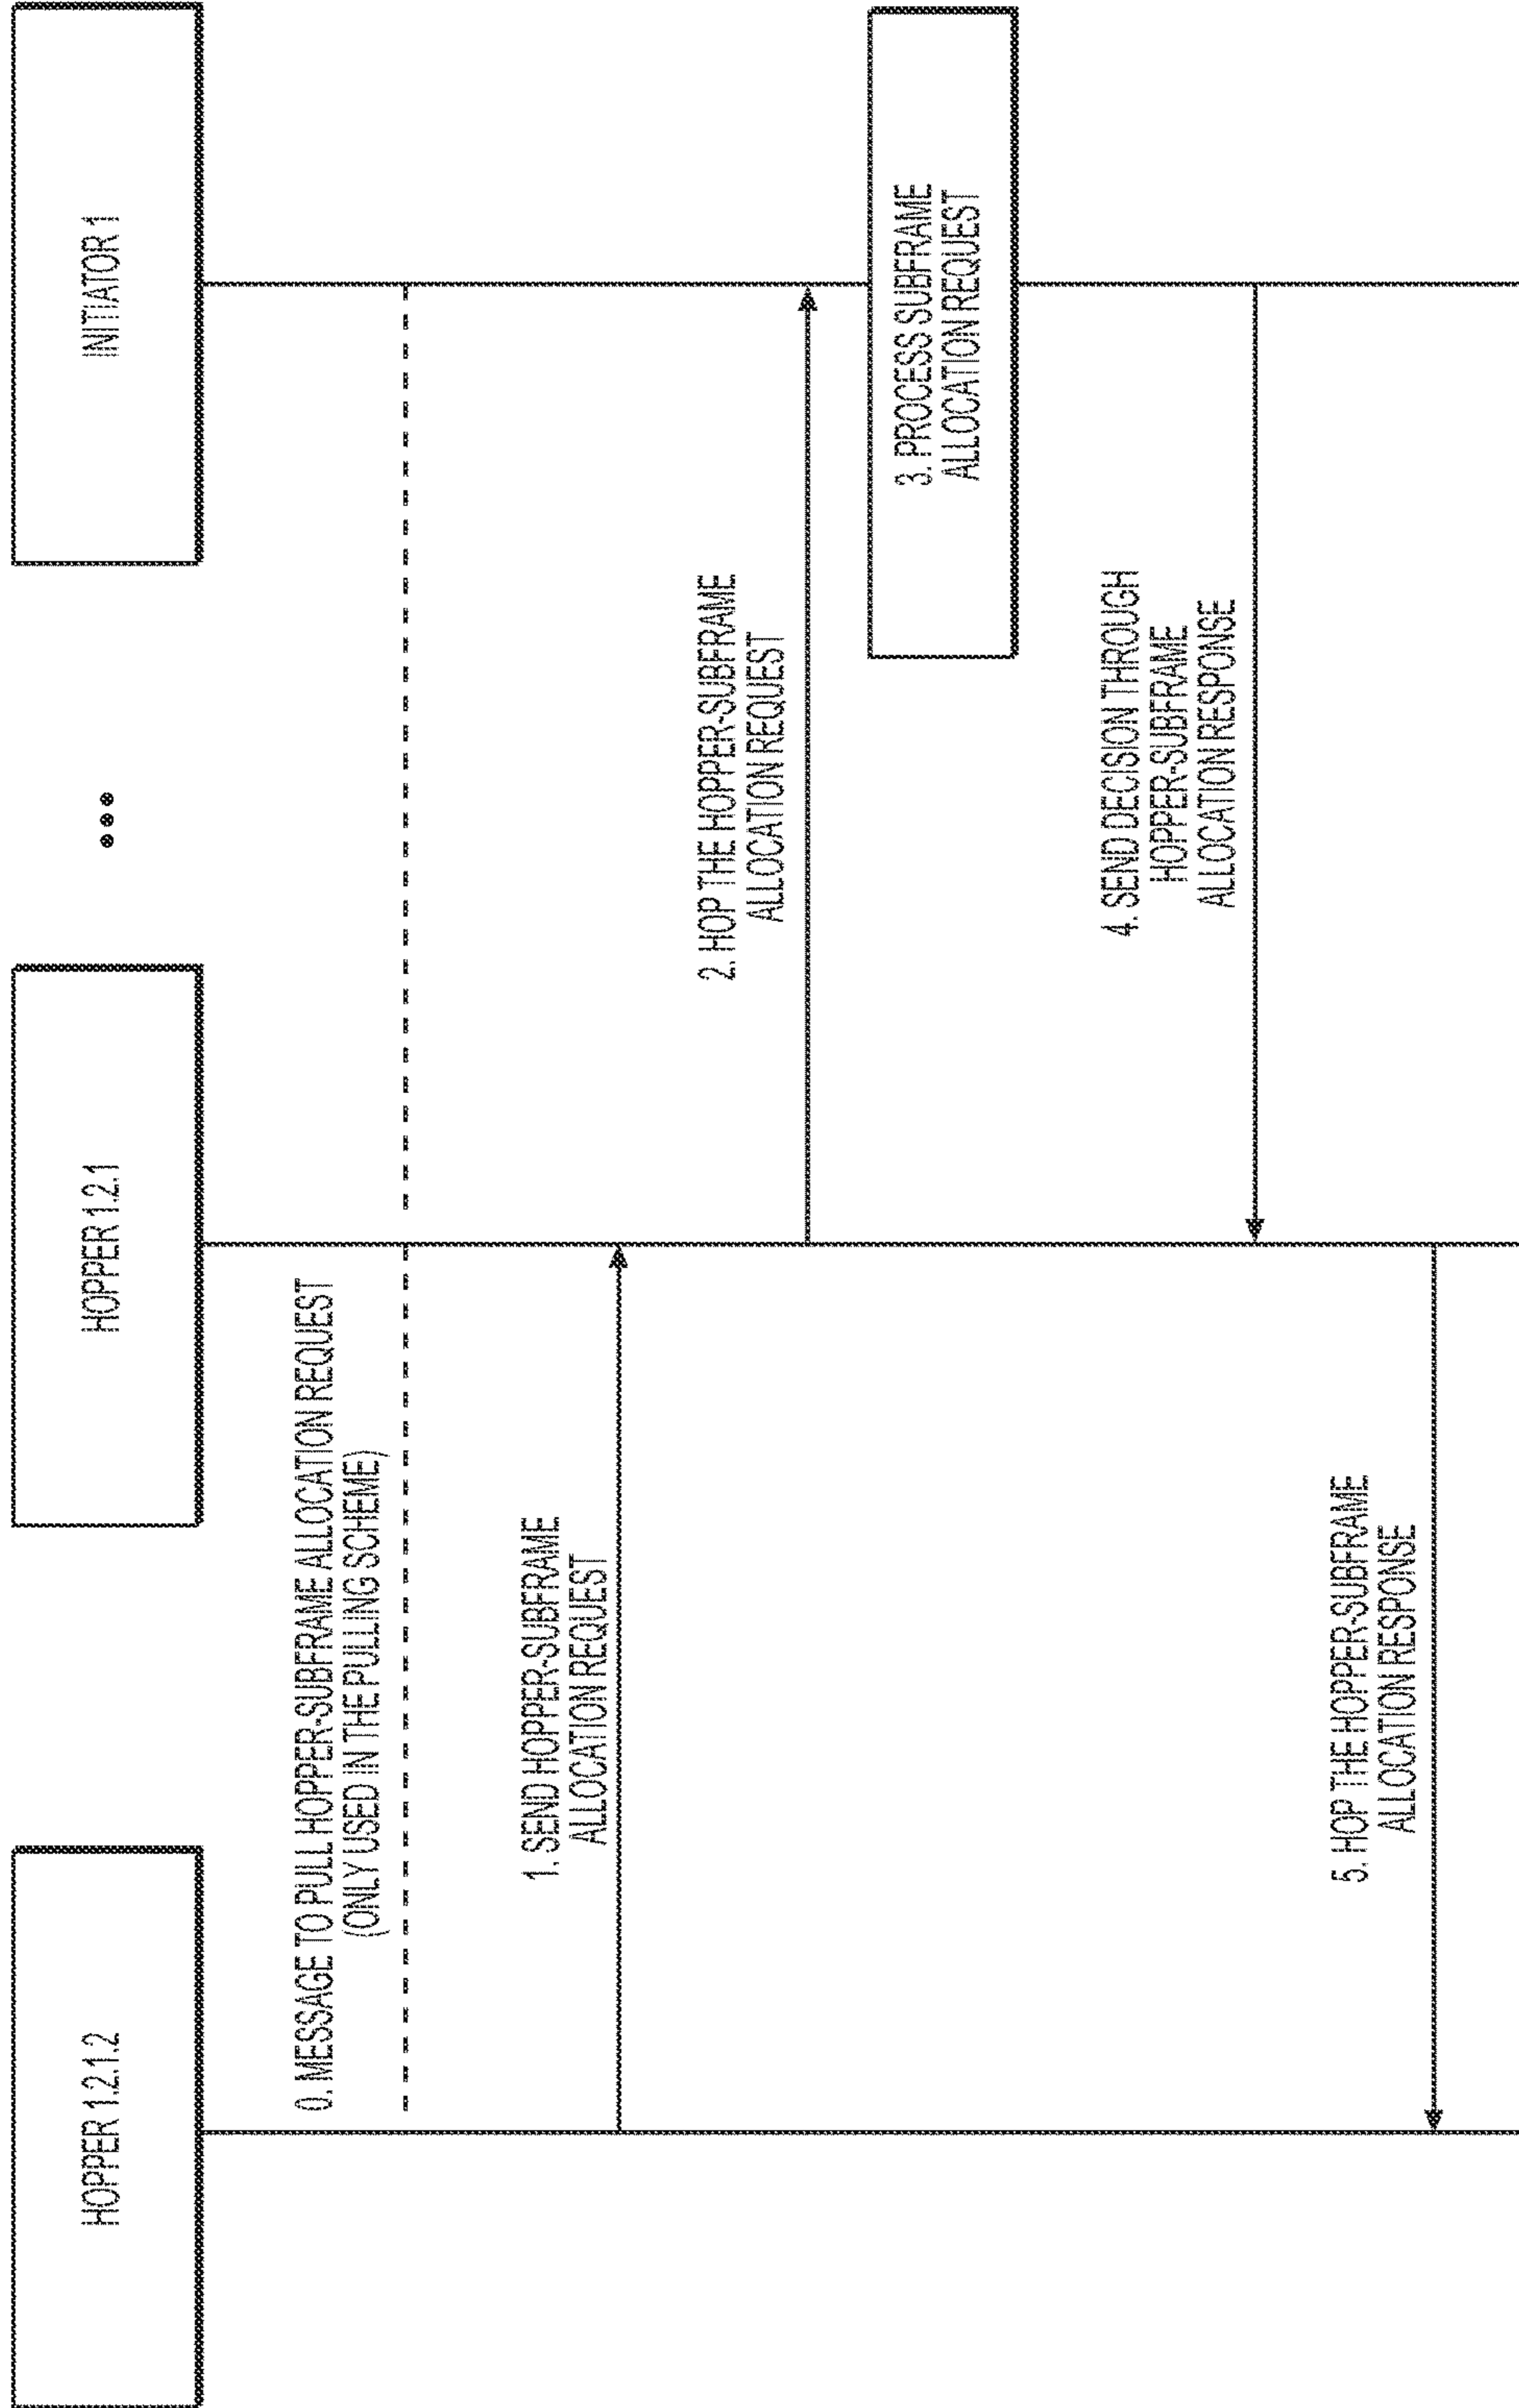 HOPPER 1.2.1.2
HOPPER 1.2.1
INITIATOR 1
0. MESSAGE TO PULL HOPPER-SUBFRAME ALLOCATION REQUEST
(ONLY USED IN THE PULLING SCHEME)
1. SEND HOPPER-SUBFRAME
ALLOCATION REQUEST
2. HOP THE HOPPER-SUBFRAME
ALLOCATION REQUEST
3. PROCESS SUBFRAME
ALLOCATION REQUEST
4. SEND DECISION THROUGH
HOPPER-SUBFRAME
ALLOCATION RESPONSE
5. HOP THE HOPPER-SUBFRAME
ALLOCATION RESPONSE